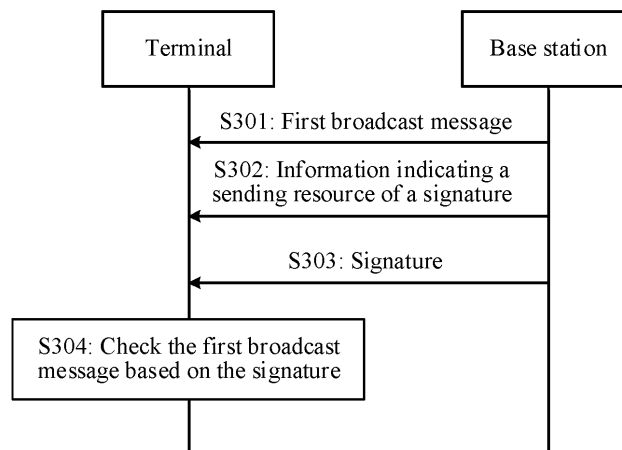 Terminal
Base station
S301: First broadcast message
S302: Information indicating a
sending resource of a signature
S303: Signature
S304: Check the first broadcast
message based on the signature